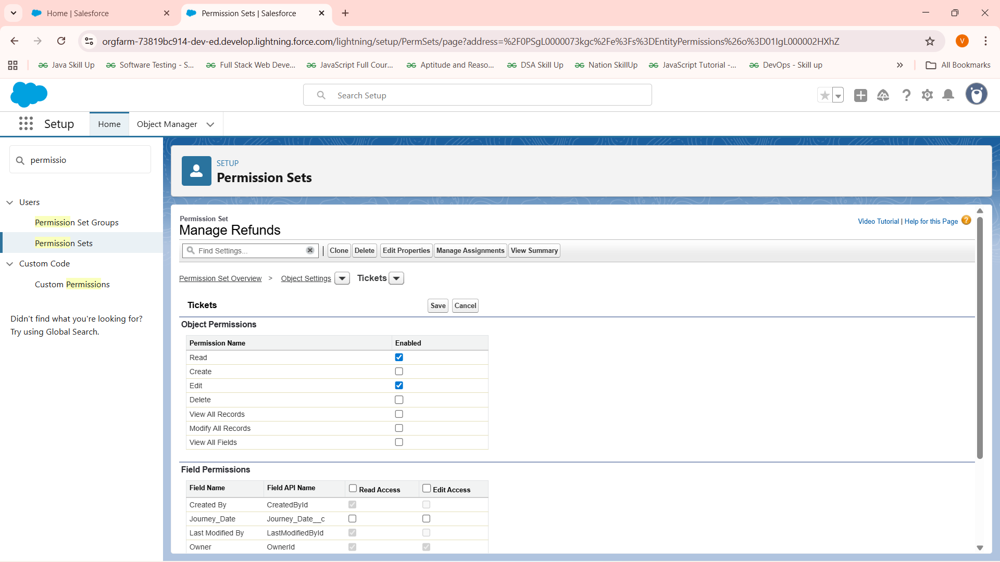 Home | Salesforce
Permission Sets | Salesforce
orgfarm-73819bc914-dev-ed.develop.lightning.force.com/lightning/setup/PermSets/page?address=%2F0PSgL0000073kgc%2Fe%3Fs%3DEntityPermissions%26o%3D01IgL000002HXhZ
V
Java Skill Up
Software Testing - S...
Full Stack Web Deve...
JavaScript Full Cour...
Aptitude and Reaso...
DSA Skill Up
Nation SkillUp
JavaScript Tutorial -...
DevOps - Skill up
All Bookmarks
Search Setup
Setup
Home
Object Manager
permissio
Users
Permission Set Groups
Permission Sets
Custom Code
Custom Permissions
Didn't find what you're looking for?
Try using Global Search.
SETUP
Permission Sets
Permission Set
Manage Refunds
Video Tutorial | Help for this Page
Find Settings...
Clone
Delete
Edit Properties
Manage Assignments
View Summary
Permission Set Overview > Object Settings Tickets
Tickets
Save
Cancel
Object Permissions
Permission Name Enabled
Read
Create
Edit
Delete
View All Records
Modify All Records
View All Fields
Field Permissions
Field Name Field API Name Read Access Edit Access
Created By CreatedById
Journey_Date Journey_Date__c
Last Modified By LastModifiedById
Owner OwnerId